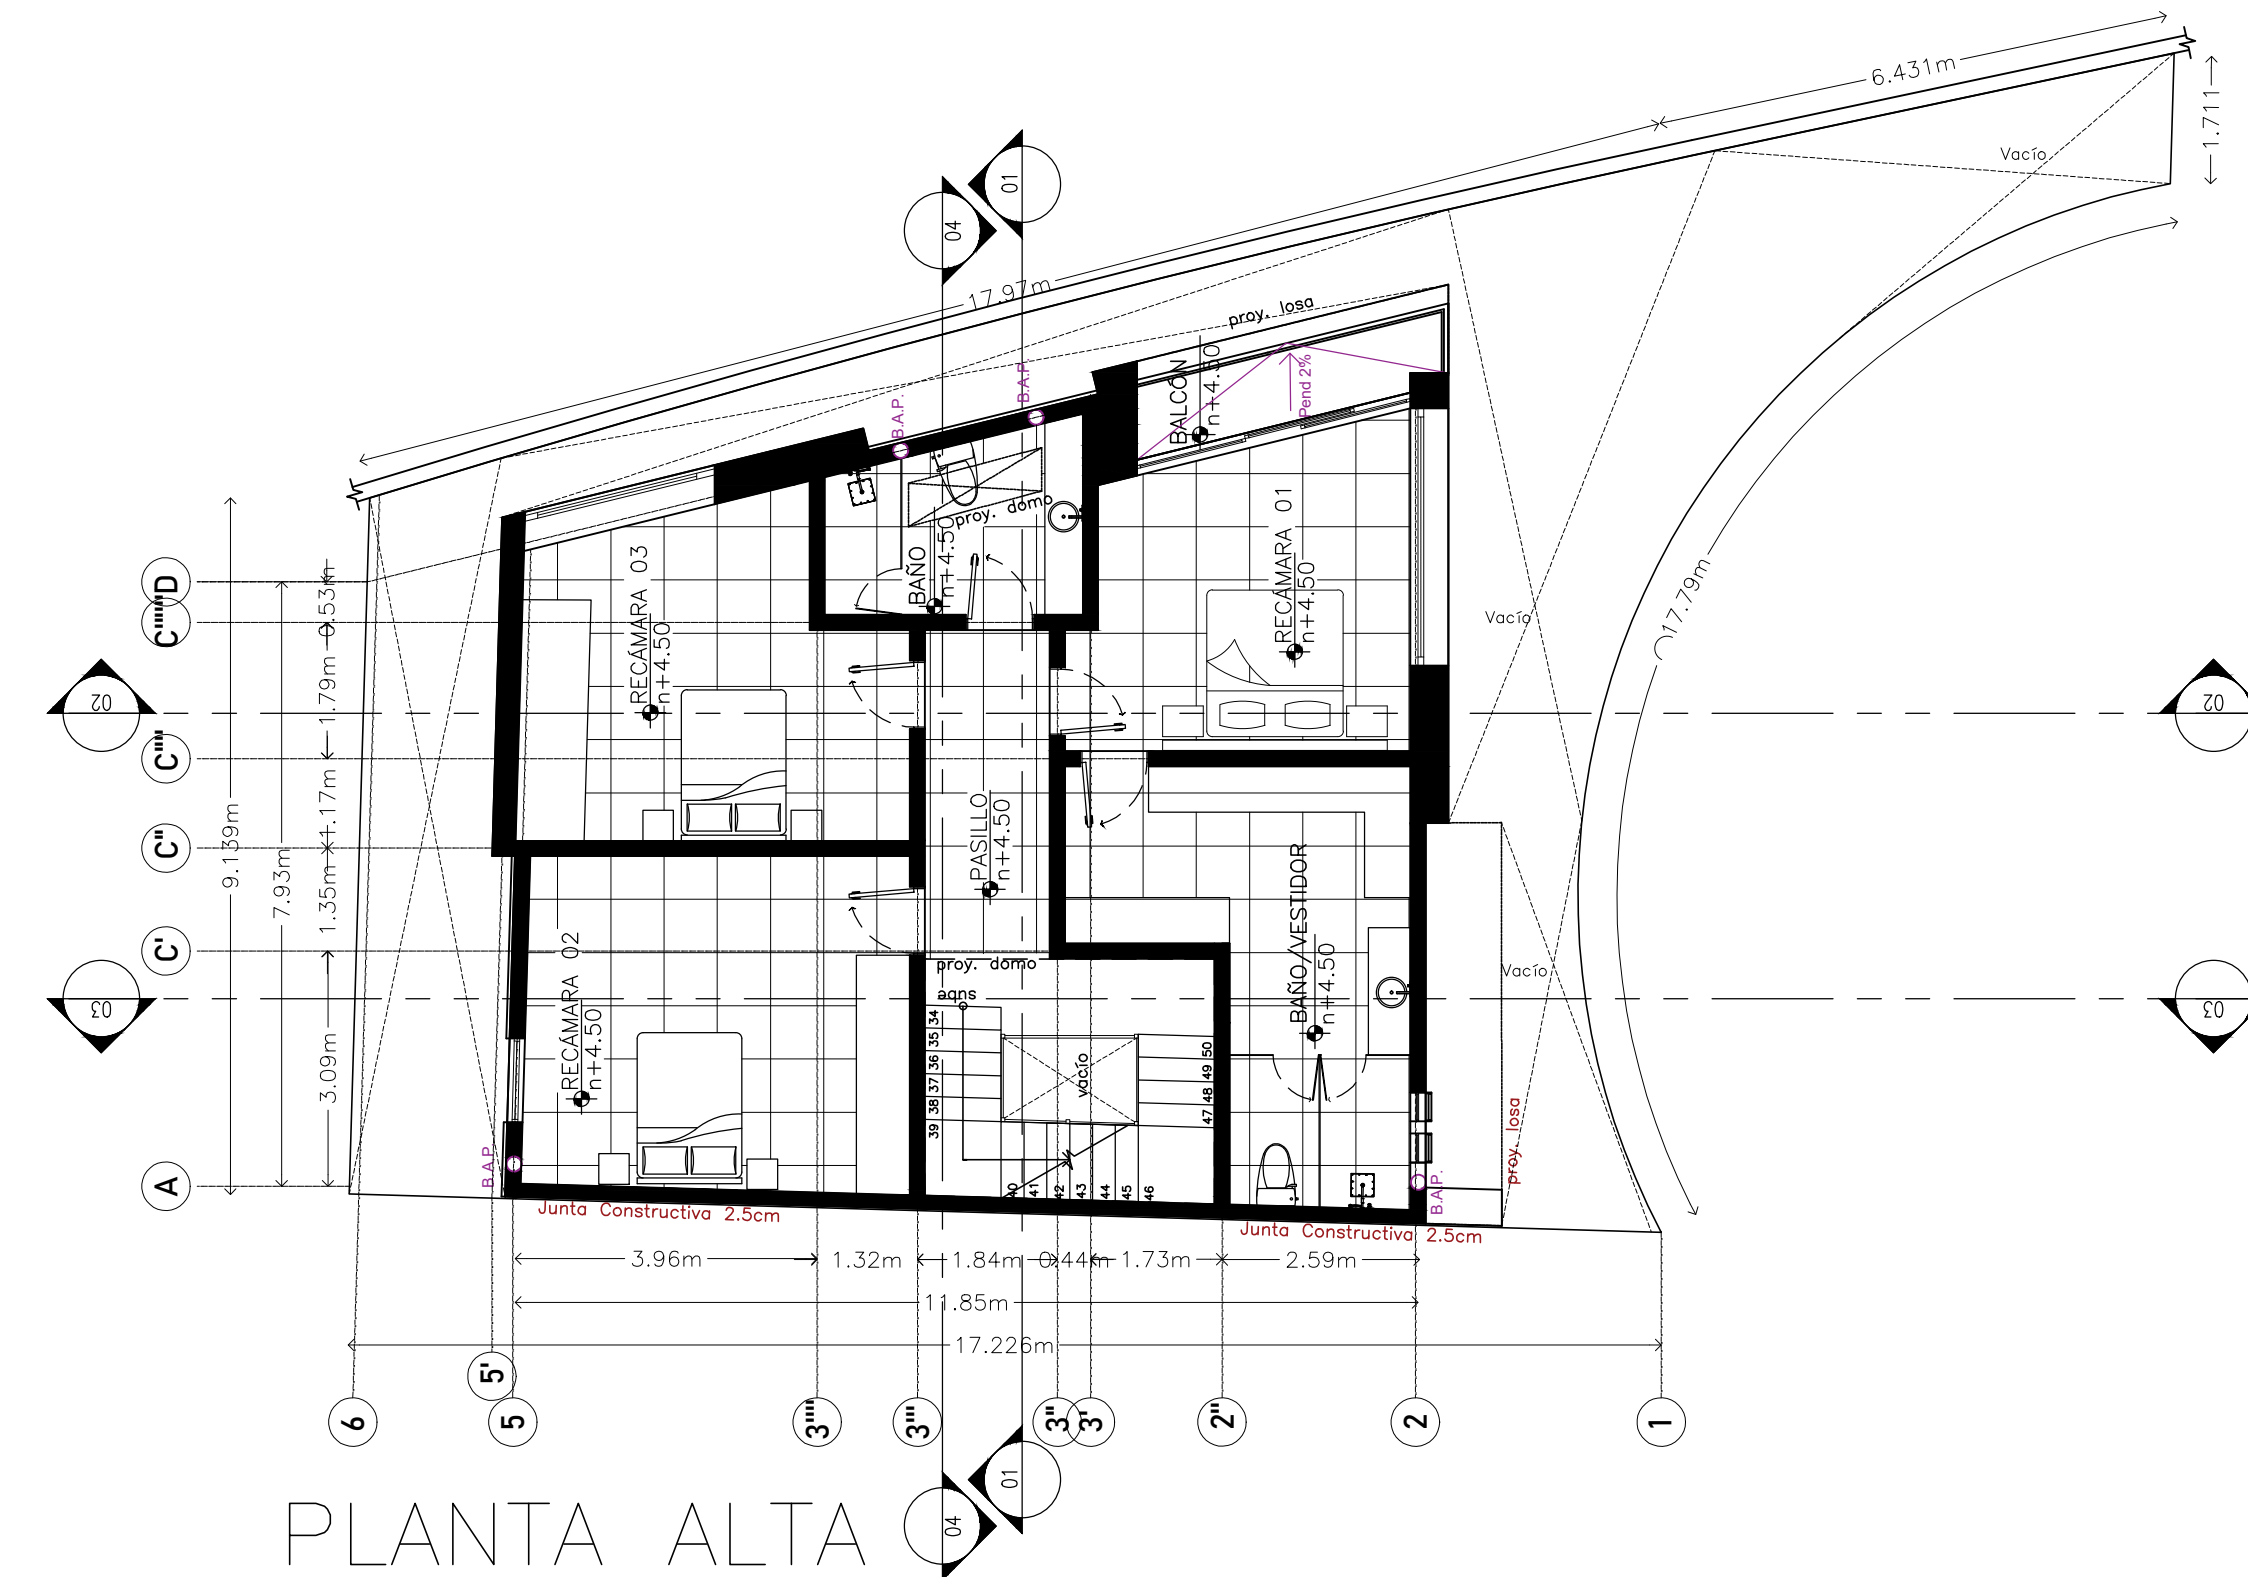 6.431m
1.711
Vacío
01
04
17.97m
proy. losa
B.A.P.
B.A.P.
BALCÓN
n+4.50
Pend 2%
proy. domo
BAÑO
n+4.50
RECÁMARA 03
n+4.50
RECÁMARA 01
n+4.50
Vacío
17.79m
D
C'''''
C''''
C''
C'
A
0.53m
1.79m
1.17m
1.35m
3.09m
7.93m
9.139m
02
02
03
03
PASILLO
n+4.50
RECÁMARA 02
n+4.50
BAÑO/VESTIDOR
n+4.50
Vacío
proy. domo
sube
34
35
36
37
38
39
40
41
42
43
44
45
46
47
48
49
50
vacío
B.A.P.
B.A.P.
proy. losa
Junta Constructiva 2.5cm
Junta Constructiva 2.5cm
3.96m
1.32m
1.84m
0.44m
1.73m
2.59m
11.85m
17.226m
6
5'
5
3''''
3'''
3''
3'
2''
2
1
01
04
PLANTA ALTA